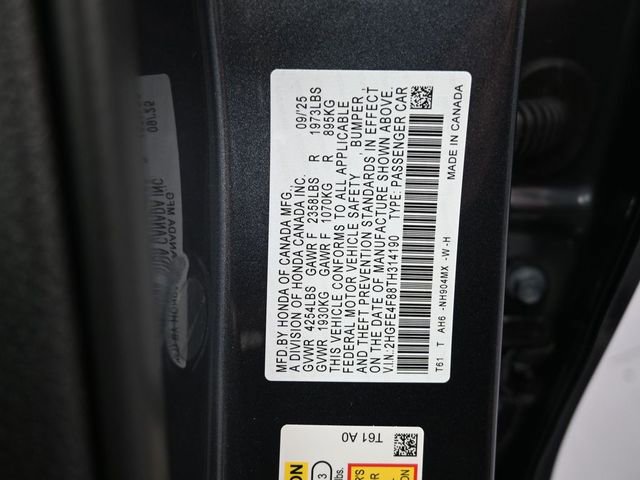 MFD.BY HONDA OF CANADA MFG., 09/25
A DIVISION OF HONDA CANADA INC.
GVWR 4254LBS GAWR F 2358LBS R 1973LBS
GVWR 1930KG GAWR F 1070KG R 895KG
THIS VEHICLE CONFORMS TO ALL APPLICABLE
FEDERAL MOTOR VEHICLE SAFETY , BUMPER,
AND THEFT PREVENTION STANDARDS IN EFFECT
ON THE DATE OF MANUFACTURE SHOWN ABOVE.
V.I.N.: 2HGFE4F88TH314190 TYPE: PASSENGER CAR
T61 T AH6 -NH904MX -W-H
MADE IN CANADA
T61 A0